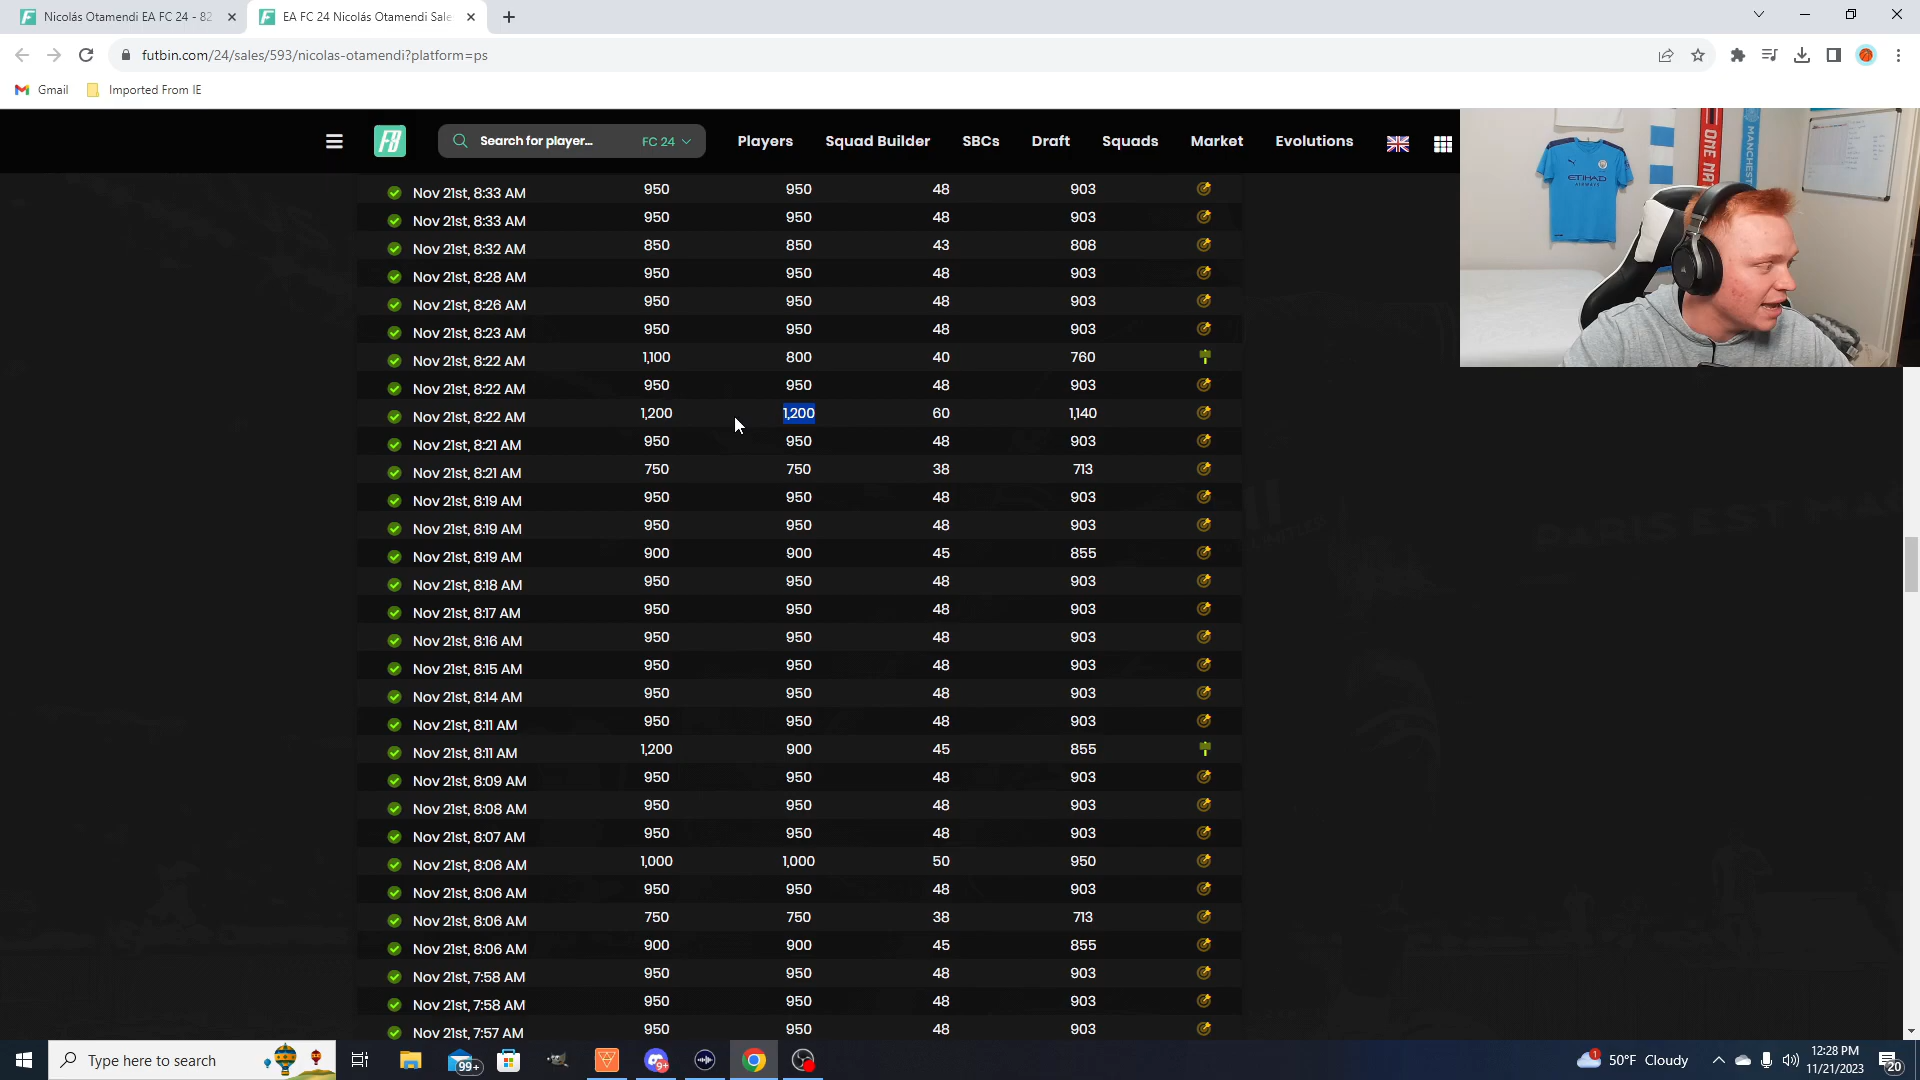 Nicolás Otamendi EA FC 24 - 82
EA FC 24 Nicolás Otamendi Sale
futbin.com/24/sales/593/nicolas-otamendi?platform=ps
Gmail Imported From IE
FB Search for player... FC 24 Players Squad Builder SBCs Draft Squads Market Evolutions
Nov 21st, 8:33 AM 950 950 48 903
Nov 21st, 8:33 AM 950 950 48 903
Nov 21st, 8:32 AM 850 850 43 808
Nov 21st, 8:28 AM 950 950 48 903
Nov 21st, 8:26 AM 950 950 48 903
Nov 21st, 8:23 AM 950 950 48 903
Nov 21st, 8:22 AM 1,100 800 40 760
Nov 21st, 8:22 AM 950 950 48 903
Nov 21st, 8:22 AM 1,200 1,200 60 1,140
Nov 21st, 8:21 AM 950 950 48 903
Nov 21st, 8:21 AM 750 750 38 713
Nov 21st, 8:19 AM 950 950 48 903
Nov 21st, 8:19 AM 950 950 48 903
Nov 21st, 8:19 AM 900 900 45 855
Nov 21st, 8:18 AM 950 950 48 903
Nov 21st, 8:17 AM 950 950 48 903
Nov 21st, 8:16 AM 950 950 48 903
Nov 21st, 8:15 AM 950 950 48 903
Nov 21st, 8:14 AM 950 950 48 903
Nov 21st, 8:11 AM 950 950 48 903
Nov 21st, 8:11 AM 1,200 900 45 855
Nov 21st, 8:09 AM 950 950 48 903
Nov 21st, 8:08 AM 950 950 48 903
Nov 21st, 8:07 AM 950 950 48 903
Nov 21st, 8:06 AM 1,000 1,000 50 950
Nov 21st, 8:06 AM 950 950 48 903
Nov 21st, 8:06 AM 750 750 38 713
Nov 21st, 8:06 AM 900 900 45 855
Nov 21st, 7:58 AM 950 950 48 903
Nov 21st, 7:58 AM 950 950 48 903
Nov 21st, 7:57 AM 950 950 48 903
ETIHAD
AIRWAYS
ONE MA
MANCHEST
PARIS EST MA
Type here to search
99+
9+
1
50°F Cloudy
12:28 PM
11/21/2023
20